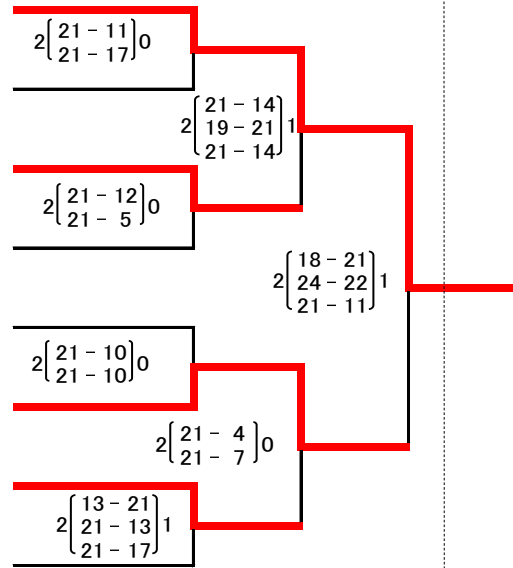 2 21 - 11 0
21 - 17
21 - 14
2 19 - 21 1
21 - 14
2 21 - 12 0
21 - 5
18 - 21
2 24 - 22 1
21 - 11
2 21 - 10 0
21 - 10
2 21 - 4 0
21 - 7
13 - 21
2 21 - 13 1
21 - 17